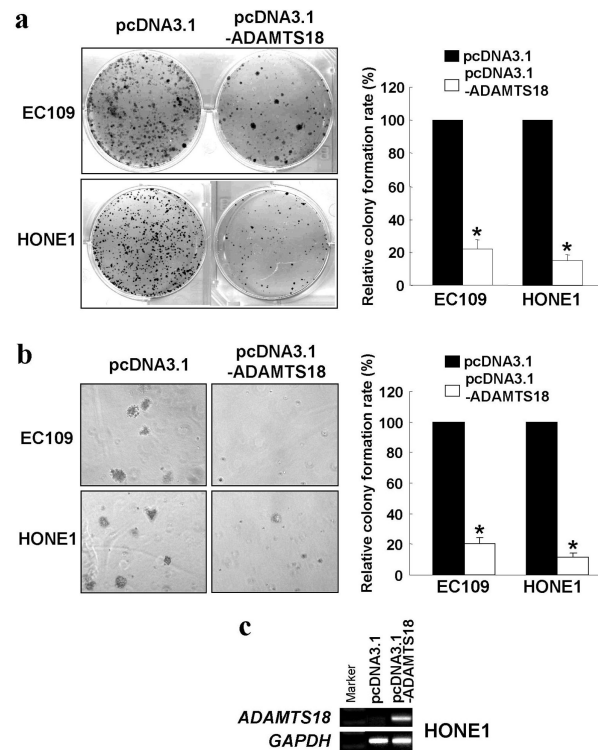 a
pcDNA3.1
pcDNA3.1
-ADAMTS18
EC109
HONE1
pcDNA3.1
pcDNA3.1
-ADAMTS18
Relative colony formation rate (%)
120
100
80
60
40
20
0
*
*
EC109
HONE1
b
pcDNA3.1
pcDNA3.1
-ADAMTS18
EC109
HONE1
pcDNA3.1
pcDNA3.1
-ADAMTS18
Relative colony formation rate (%)
120
100
80
60
40
20
0
*
*
EC109
HONE1
c
Marker
pcDNA3.1
pcDNA3.1
-ADAMTS18
ADAMTS18
GAPDH
HONE1